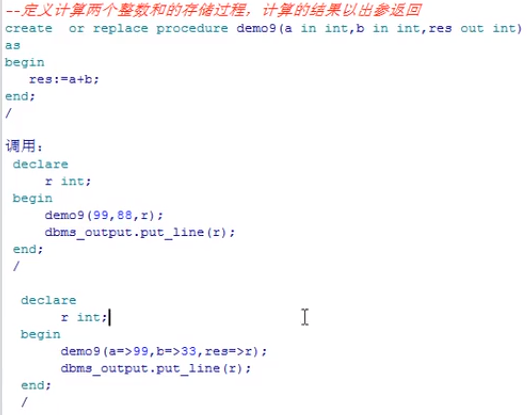 --定义计算两个整数和的存储过程，计算的结果以出参返回
create  or replace procedure demo9(a in int,b in int,res out int)
as
begin
   res:=a+b;
end;
/
调用：
 declare
     r int;
 begin
     demo9(99,88,r);
     dbms_output.put_line(r);
 end;
 /
  declare
       r int;
  begin
       demo9(a=>99,b=>33,res=>r);
       dbms_output.put_line(r);
  end;
  /